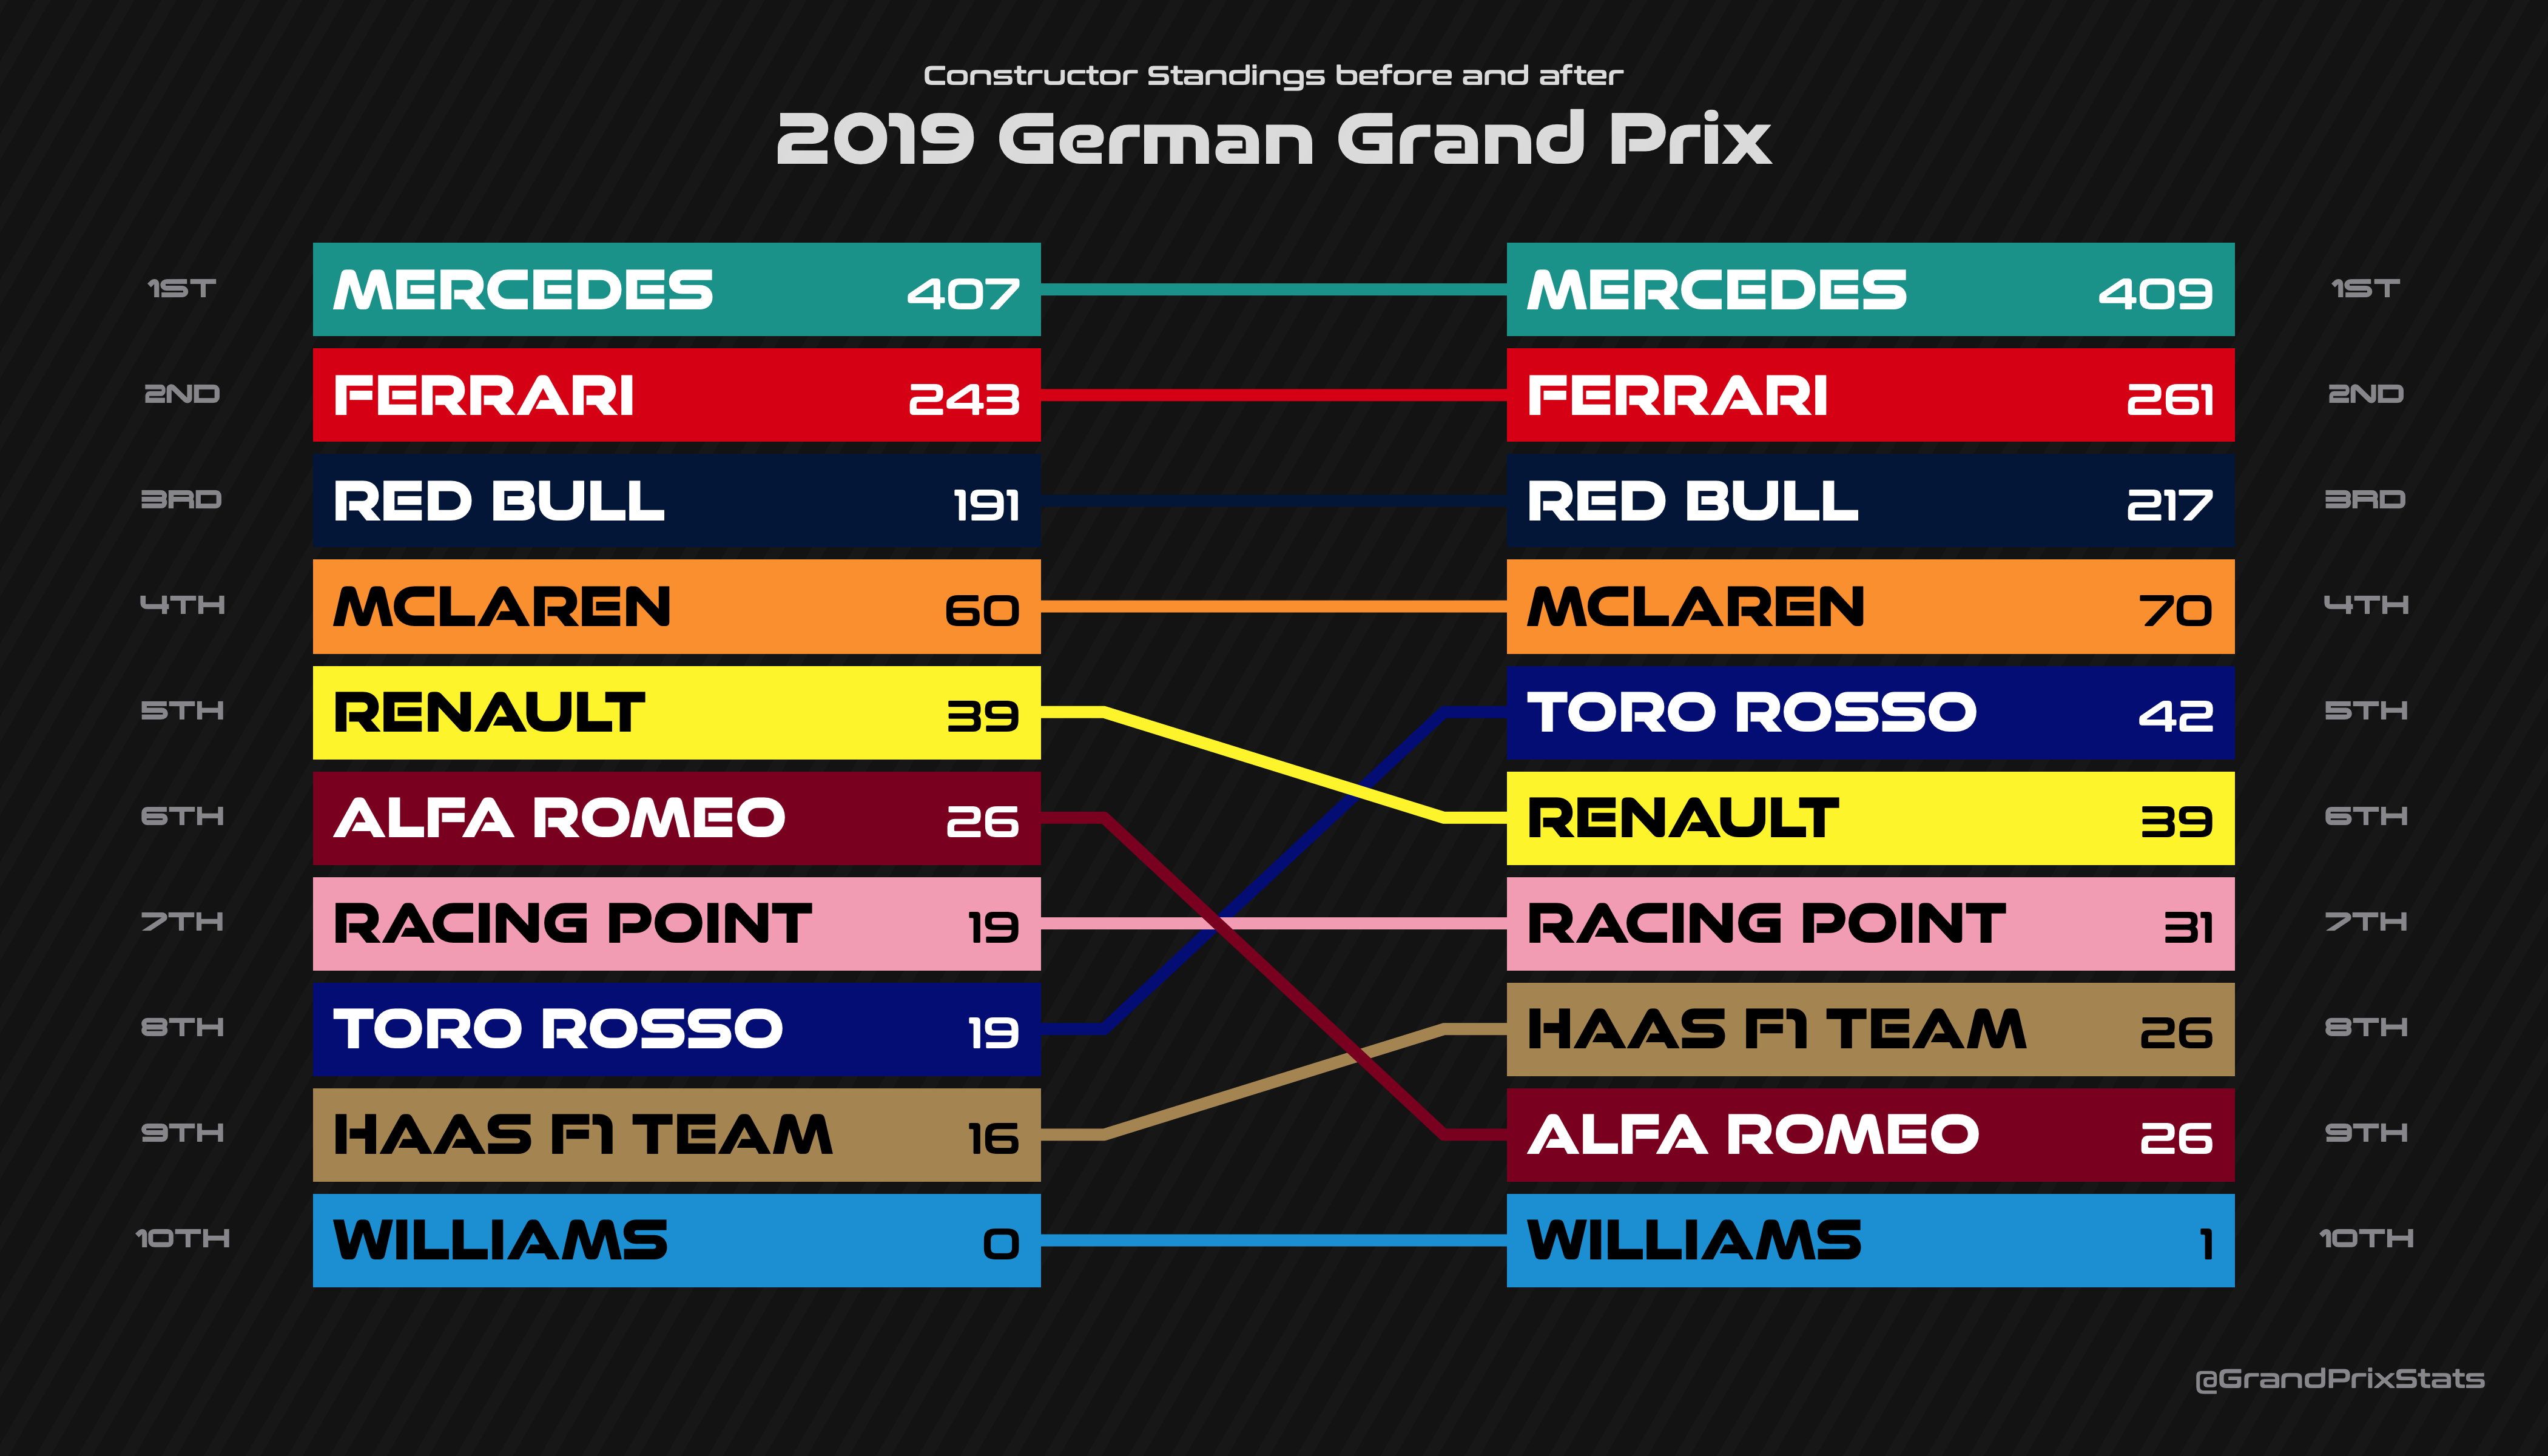 Constructor Standings before and after
2019 German Grand Prix
1ST MERCEDES 407 MERCEDES 409 1ST
2ND FERRARI 243 FERRARI 261 2ND
3RD RED BULL 191 RED BULL 217 3RD
4TH MCLAREN 60 MCLAREN 70 4TH
5TH RENAULT 39 TORO ROSSO 42 5TH
6TH ALFA ROMEO 26 RENAULT 39 6TH
7TH RACING POINT 19 RACING POINT 31 7TH
8TH TORO ROSSO 19 HAAS F1 TEAM 26 8TH
9TH HAAS F1 TEAM 16 ALFA ROMEO 26 9TH
10TH WILLIAMS 0 WILLIAMS 1 10TH
@GrandPrixStats